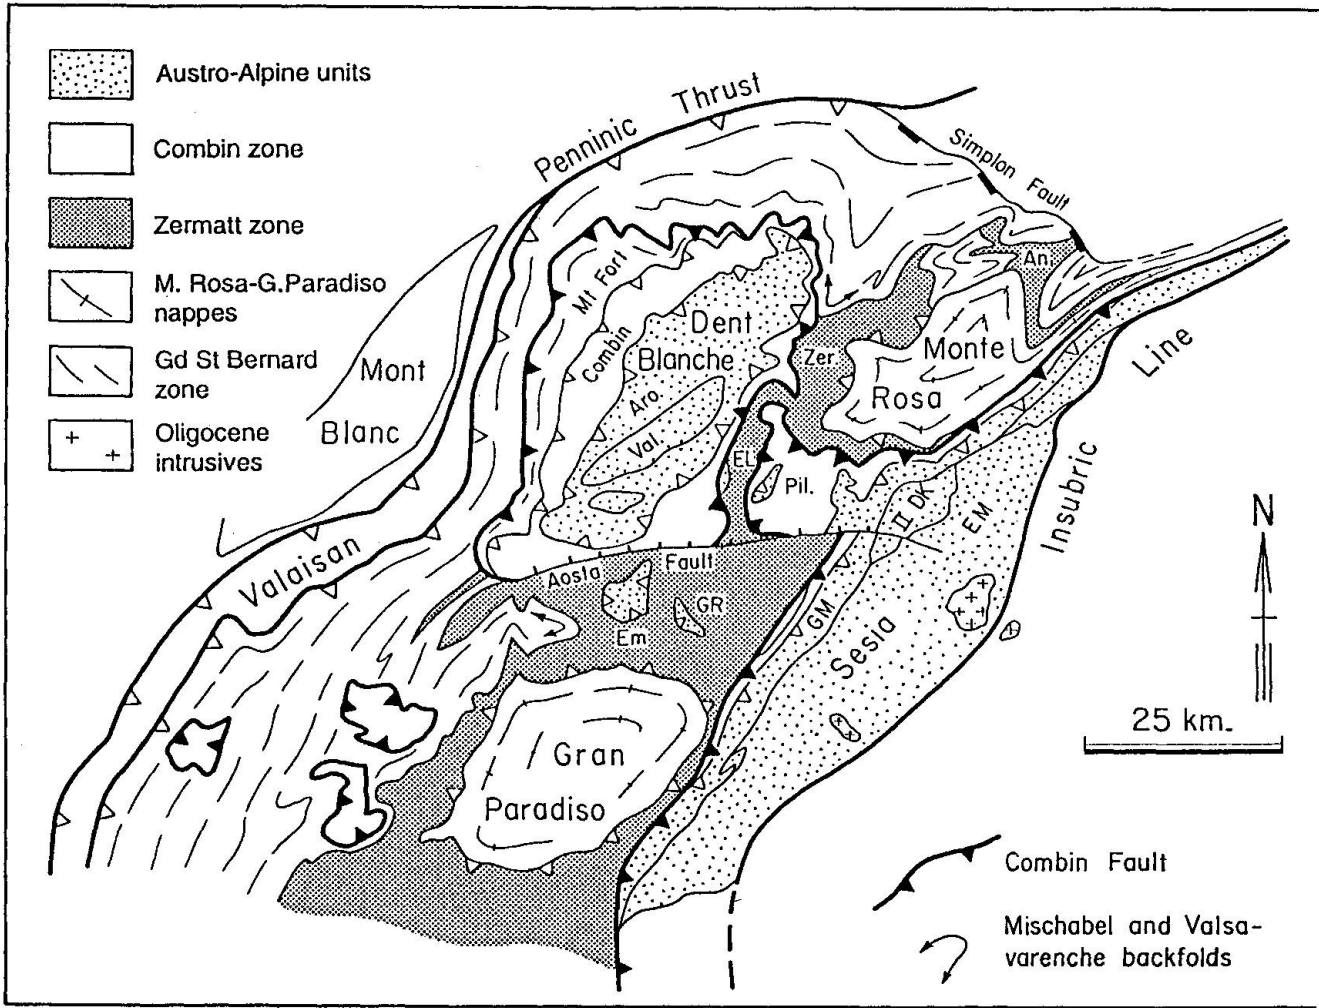 Austro-Alpine units
Combin zone
Zermatt zone
M. Rosa-G.Paradiso
nappes
Gd St Bernard
zone
Oligocene
intrusives
Penninic Thrust
Simplon Fault
Mont
Blanc
Mt Fort
Combin
Dent
Blanche
Aro.
Val.
Zer.
Monte
Rosa
An.
EL
Pil.
II DK
EM
Insubric Line
Valaisan
Aosta Fault
Em
GR
GM
Sesia
Gran
Paradiso
N
25 km.
Combin Fault
Mischabel and Valsa-
varenche backfolds